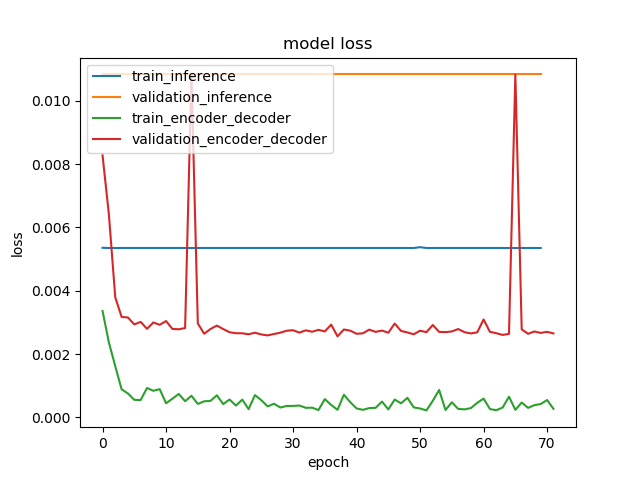 model loss
train_inference
validation_inference
train_encoder_decoder
validation_encoder_decoder
0.010
0.008
0.006
0.004
0.002
0.000
loss
0 10 20 30 40 50 60 70
epoch